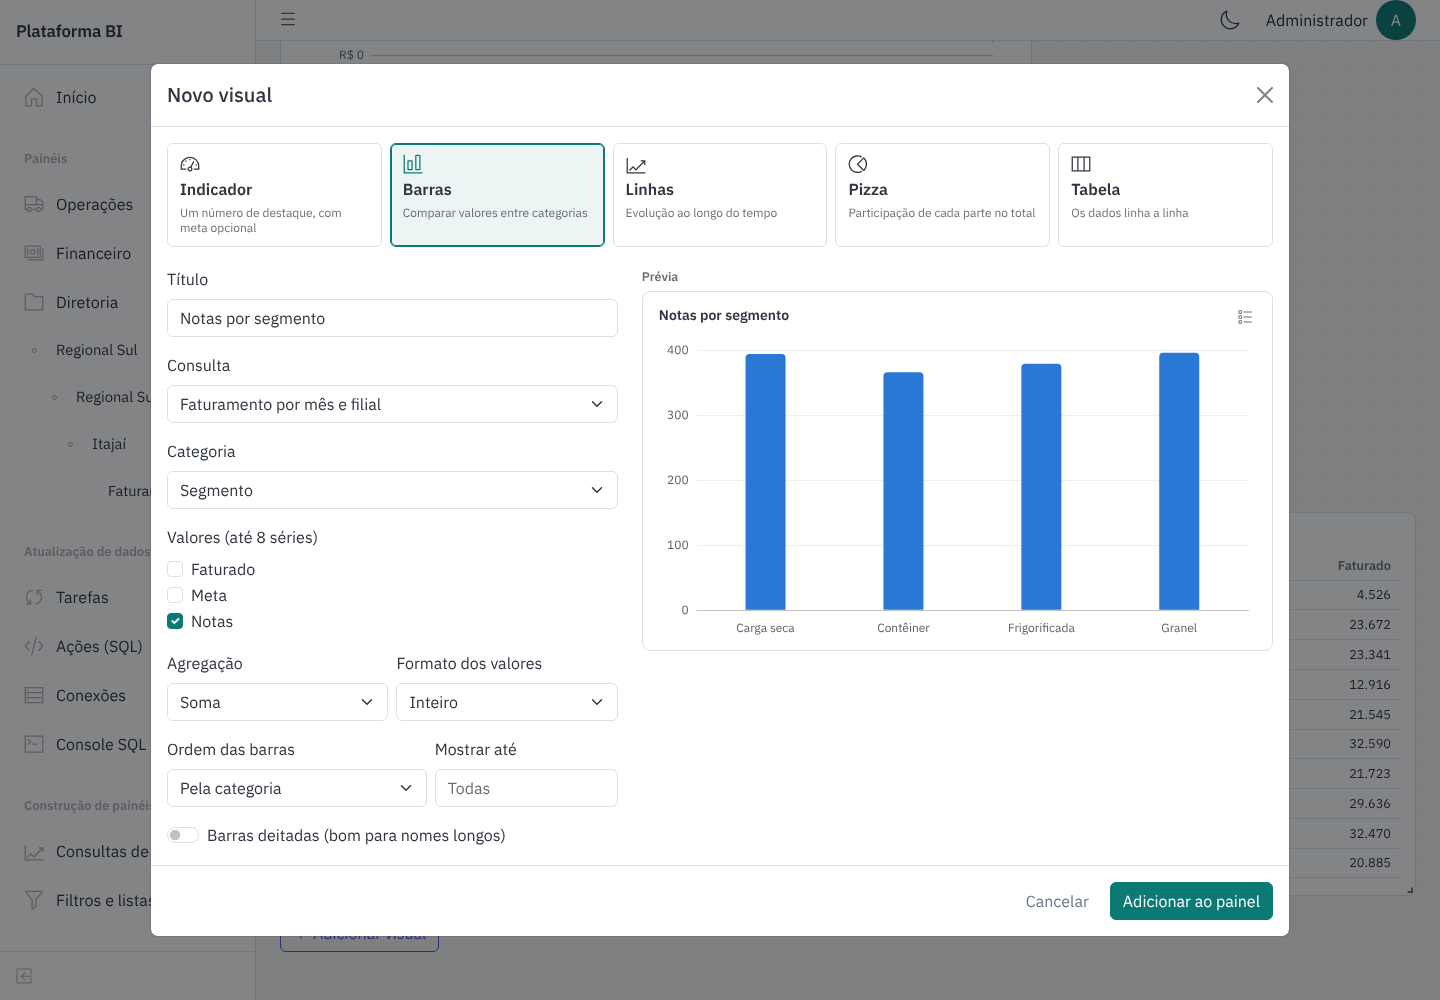 Plataforma BI
Administrador
A
R$ 0
Início
Painéis
Operações
Financeiro
Diretoria
Regional Sul
Regional Su
Itajaí
Fatura
Atualização de dados
Tarefas
Ações (SQL)
Conexões
Console SQL
Construção de painéis
Consultas de
Filtros e listas
Novo visual
Indicador
Um número de destaque, com
meta opcional
Barras
Comparar valores entre categorias
Linhas
Evolução ao longo do tempo
Pizza
Participação de cada parte no total
Tabela
Os dados linha a linha
Título
Notas por segmento
Consulta
Faturamento por mês e filial
Categoria
Segmento
Valores (até 8 séries)
Faturado
Meta
Notas
Agregação
Formato dos valores
Soma
Inteiro
Ordem das barras
Mostrar até
Pela categoria
Todas
Barras deitadas (bom para nomes longos)
Prévia
Notas por segmento
400
300
200
100
0
Carga seca
Contêiner
Frigorificada
Granel
Cancelar
Adicionar ao painel
Faturado
4.526
23.672
23.341
12.916
21.545
32.590
21.723
29.636
32.470
20.885
+ Adicionar visual